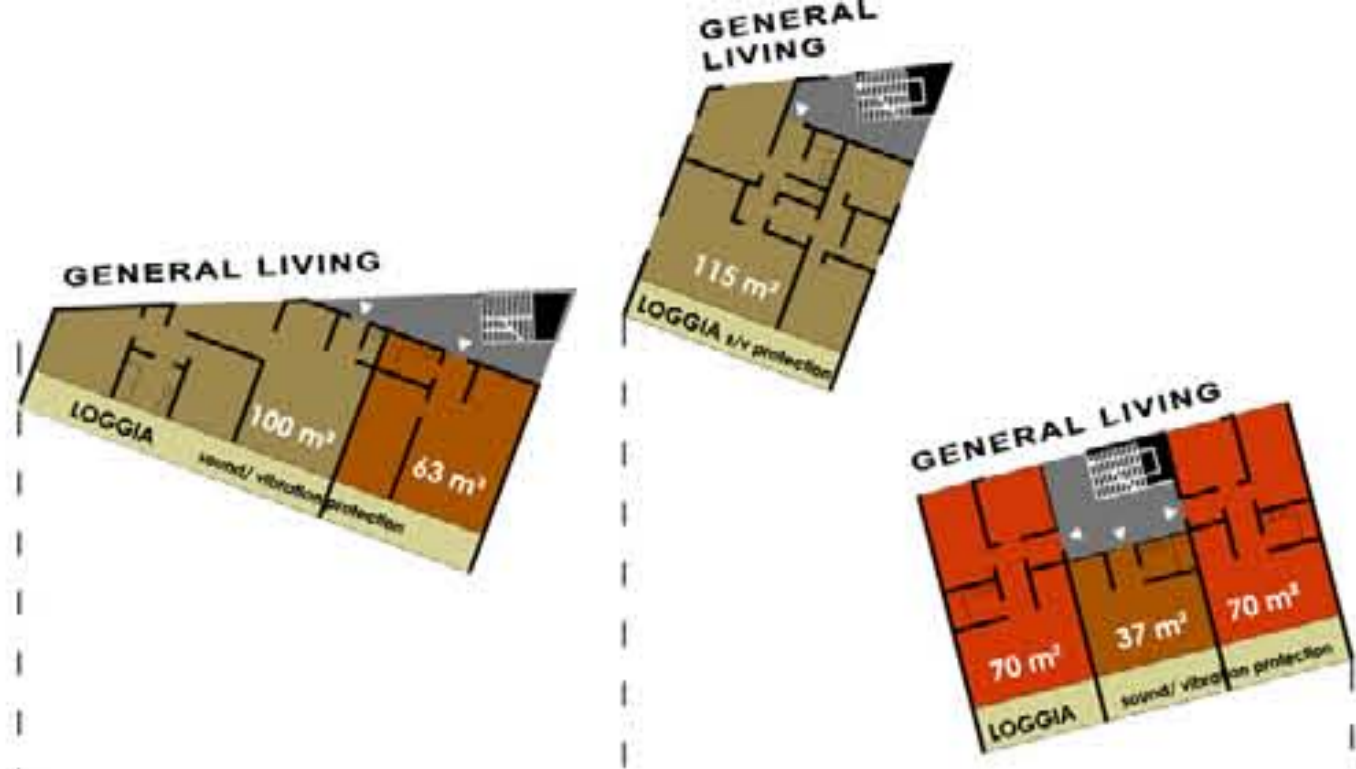 GENERAL
LIVING
115 m²
LOGGIA s/v protection
GENERAL LIVING
100 m²
63 m²
LOGGIA
sound/ vibration protection
GENERAL LIVING
70 m²
37 m²
70 m²
LOGGIA
sound/ vibration protection